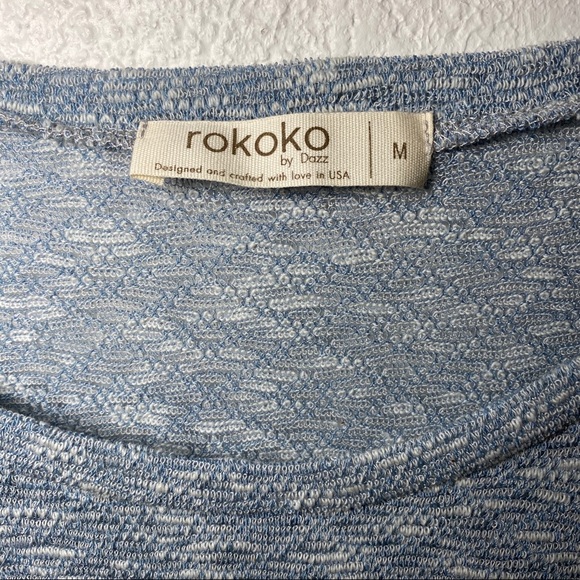 rokoko
by Dazz
Designed and crafted with love in USA
M